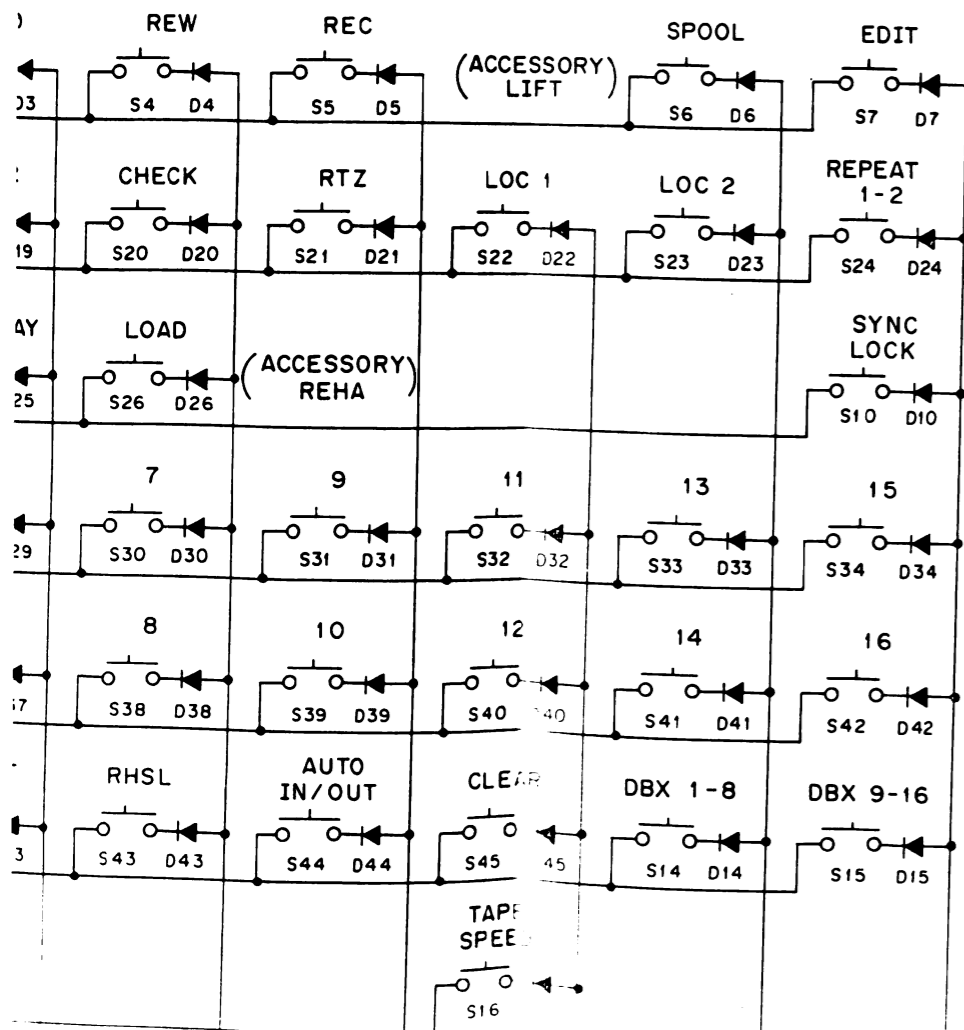 REW REC SPOOL EDIT
(ACCESSORY)
LIFT
S4 D4 S5 D5 S6 D6 S7 D7
CHECK RTZ LOC 1 LOC 2 REPEAT
1-2
S20 D20 S21 D21 S22 D22 S23 D23 S24 D24
LOAD
(ACCESSORY)
REHA
SYNC
LOCK
S26 D26 S10 D10
7 9 11 13 15
S30 D30 S31 D31 S32 D32 S33 D33 S34 D34
8 10 12 14 16
S38 D38 S39 D39 S40 S41 D41 S42 D42
RHSL
AUTO
IN/OUT
CLEAR
DBX 1-8 DBX 9-16
S43 D43 S44 D44 S45 45 S14 D14 S15 D15
TAPE
S16